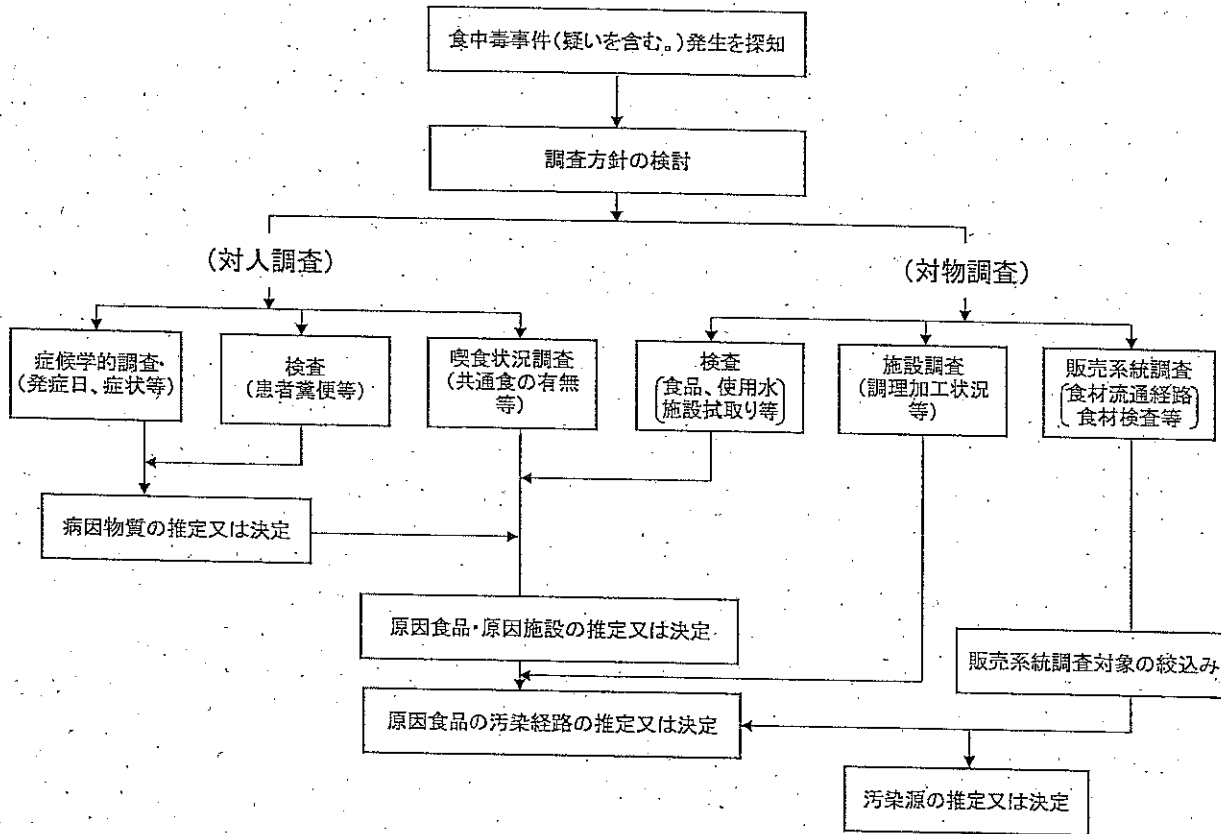 食中毒事件(疑いを含む。)発生を探知
調査方針の検討
(対人調査)
(対物調査)
症候学的調査・
(発症日、症状等)
検査
(患者糞便等)
喫食状況調査
(共通食の有無
等)
検査
食品、使用水
施設拭取り等
施設調査
(調理加工状況
等)
販売系統調査
食材流通経路
食材検査等
病因物質の推定又は決定
原因食品・原因施設の推定又は決定
販売系統調査対象の絞込み
原因食品の汚染経路の推定又は決定
汚染源の推定又は決定